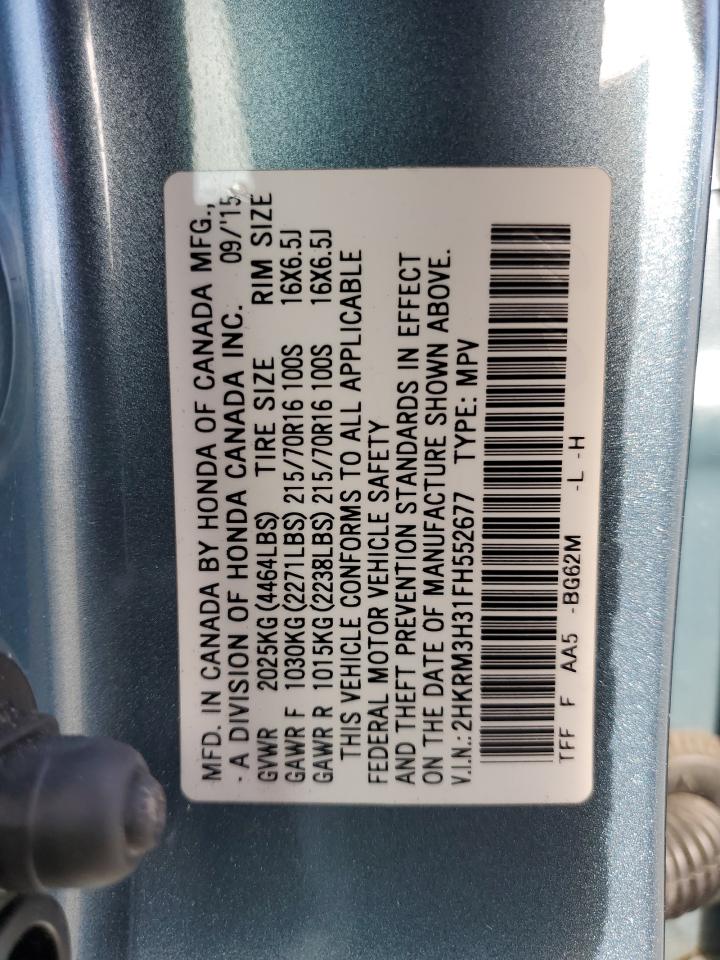 MFD. IN CANADA BY HONDA OF CANADA MFG.,
- A DIVISION OF HONDA CANADA INC. 09/'15
GVWR 2025KG(4464LBS) TIRE SIZE RIM SIZE
GAWR F 1030KG(2271LBS) 215/70R16 100S 16X6.5J
GAWR R 1015KG(2238LBS) 215/70R16 100S 16X6.5J
THIS VEHICLE CONFORMS TO ALL APPLICABLE
FEDERAL MOTOR VEHICLE SAFETY
AND THEFT PREVENTION STANDARDS IN EFFECT
ON THE DATE OF MANUFACTURE SHOWN ABOVE.
V.I.N.: 2HKRM3H31FH552677 TYPE: MPV
TFF F AA5 -BG62M -L -H